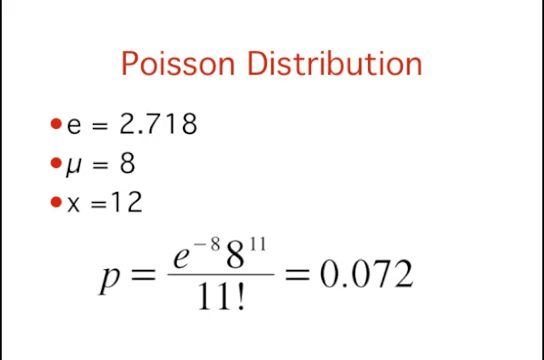 Poisson Distribution
•e = 2.718
•μ = 8
•x =12
p = e⁻⁸8¹¹ / 11! = 0.072